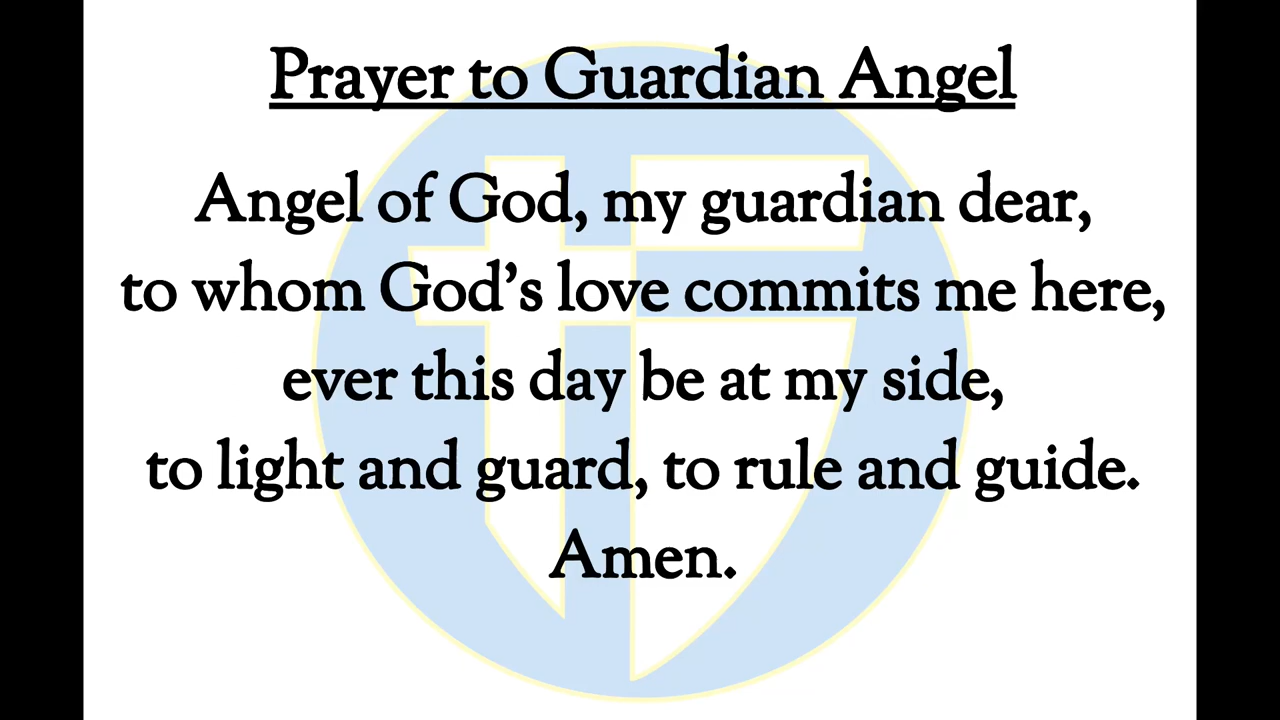 Prayer to Guardian Angel
Angel of God, my guardian dear,
to whom God’s love commits me here,
ever this day be at my side,
to light and guard, to rule and guide.
Amen.